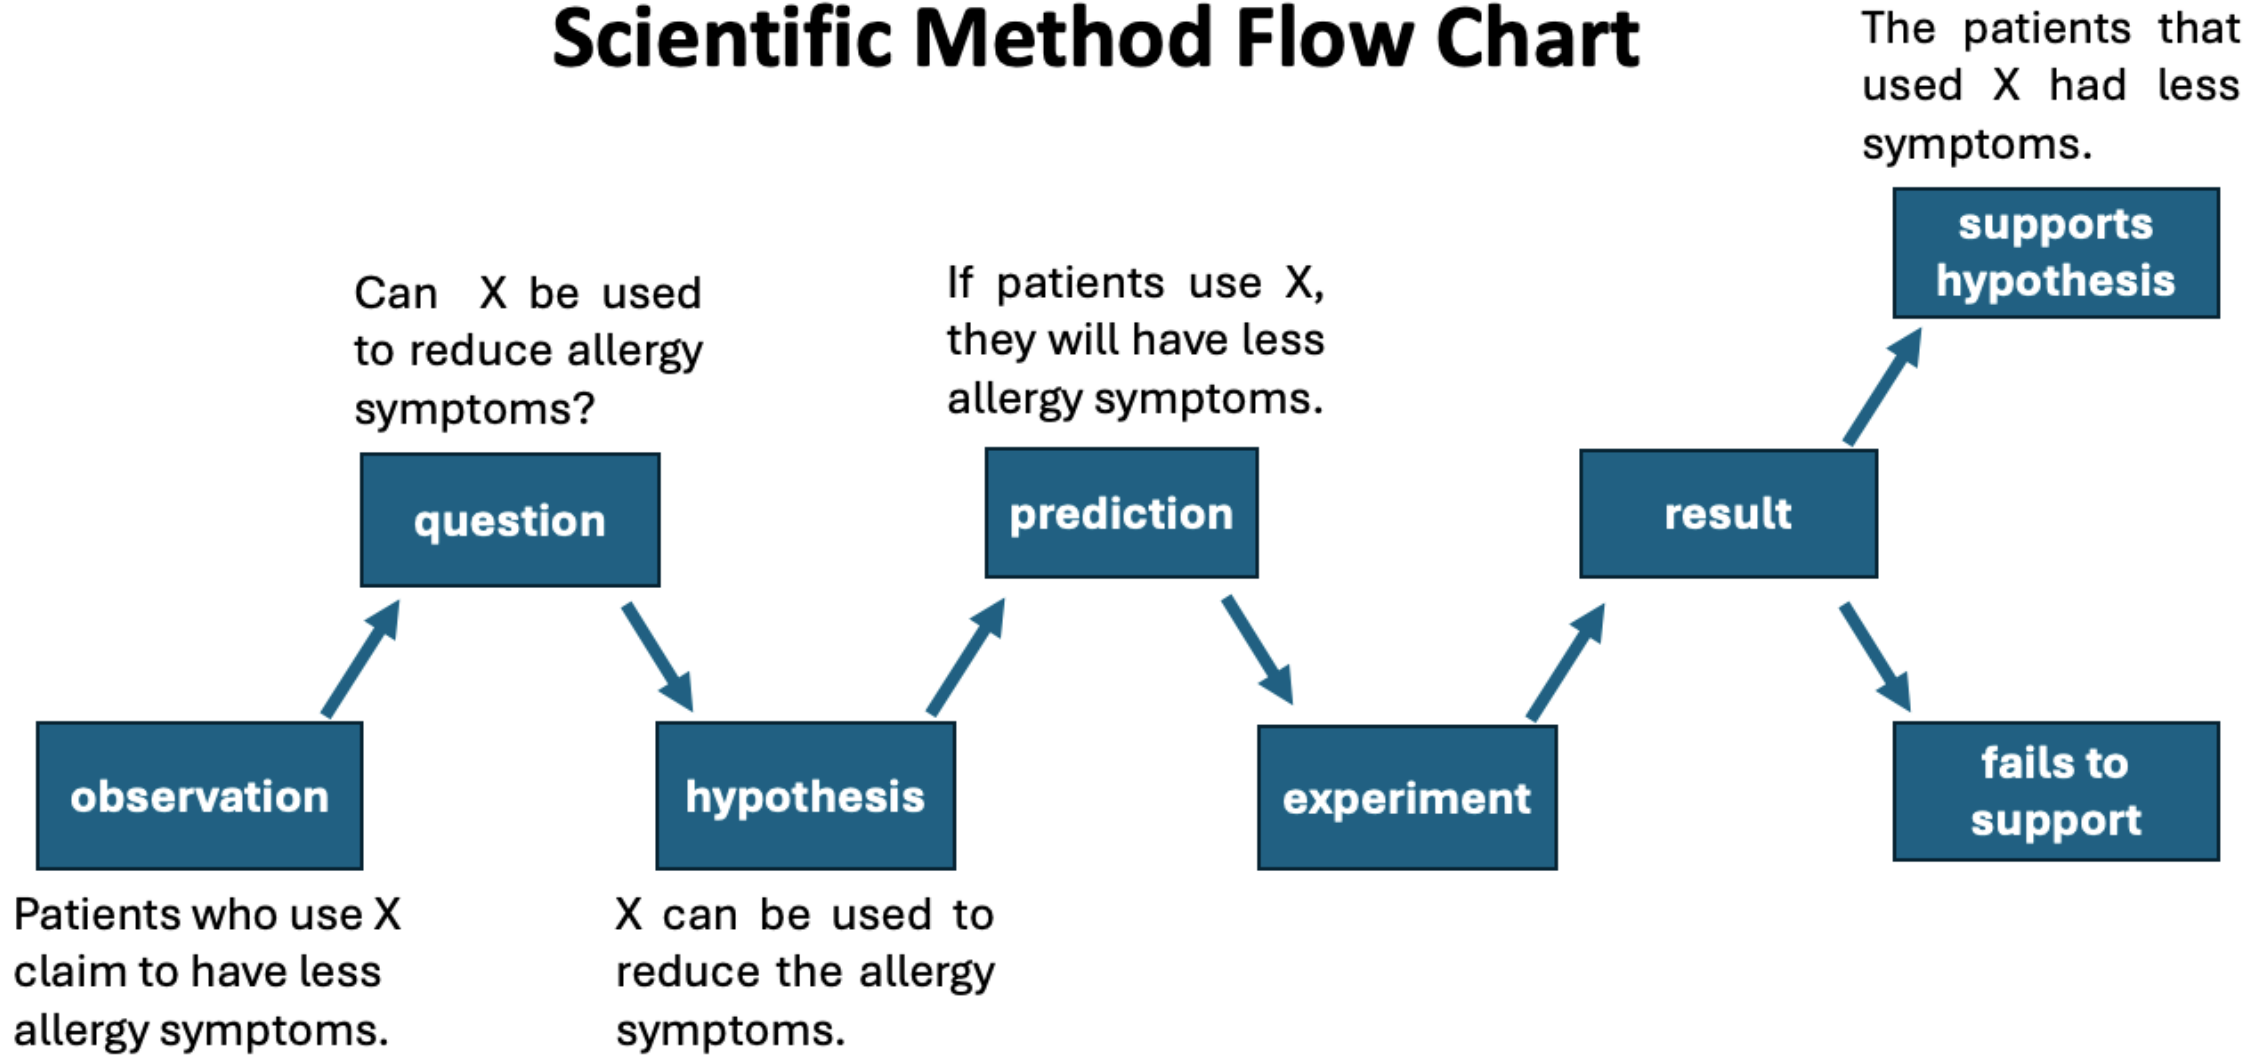 Scientific Method Flow Chart
The patients that
used X had less
symptoms.
supports
hypothesis
Can X be used
to reduce allergy
symptoms?
If patients use X,
they will have less
allergy symptoms.
question
prediction
result
observation
hypothesis
experiment
fails to
support
Patients who use X
claim to have less
allergy symptoms.
X can be used to
reduce the allergy
symptoms.